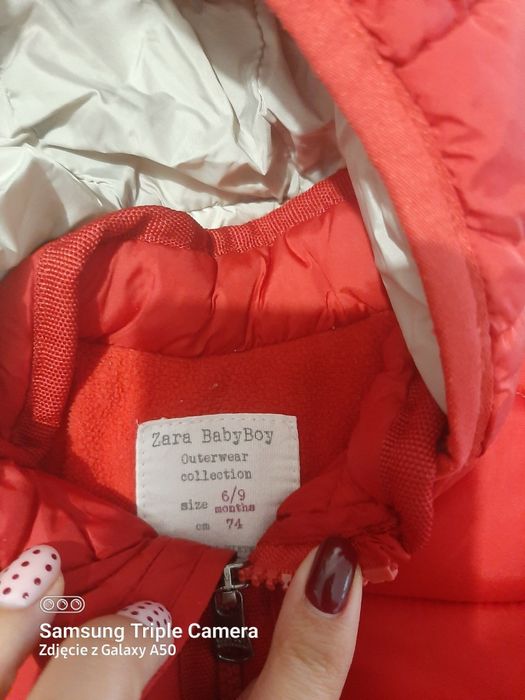 Zara BabyBoy
Outerwear
collection
size 6/9 months
cm 74
Samsung Triple Camera
Zdjęcie z Galaxy A50